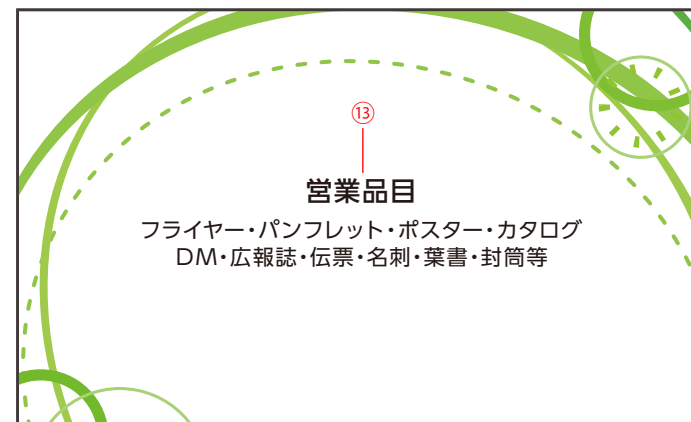 ⑬
営業品目
フライヤー・パンフレット・ポスター・カタログ
DM・広報誌・伝票・名刺・葉書・封筒等